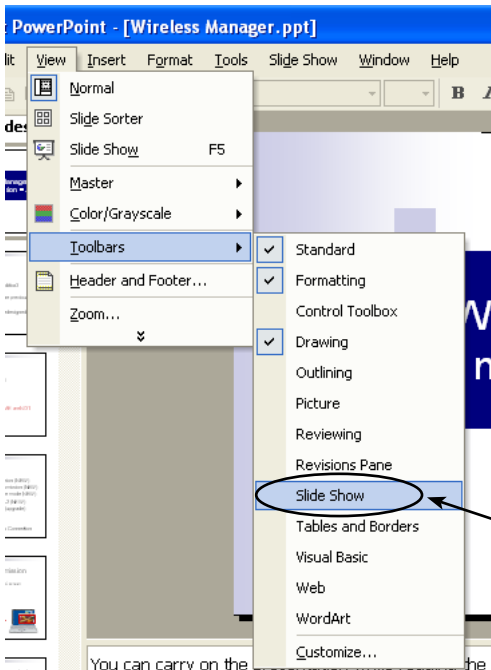 PowerPoint - [Wireless Manager.ppt]
lit View Insert Format Tools Slide Show Window Help
B
Normal
Slide Sorter
Slide Show F5
Master
Color/Grayscale
Toolbars
Header and Footer...
Zoom...
Standard
Formatting
Control Toolbox
Drawing
Outlining
Picture
Reviewing
Revisions Pane
Slide Show
Tables and Borders
Visual Basic
Web
WordArt
Customize...
You can carry on the